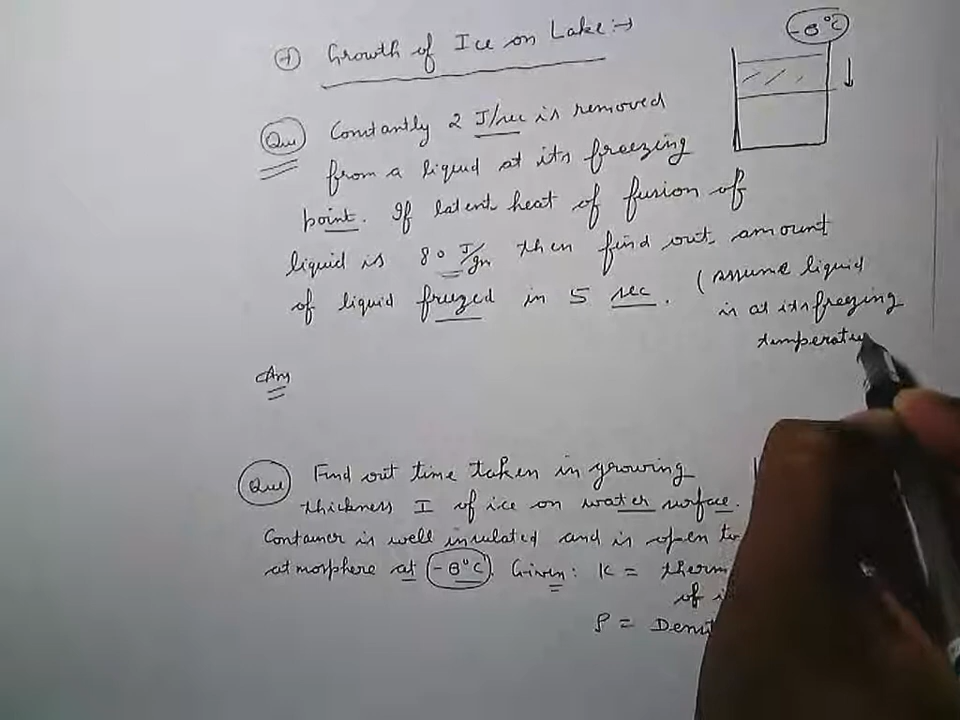 ④ Growth of Ice on Lake:→
-θ°C
Que Constantly 2 J/sec is removed
from a liquid at its freezing
point. If latent heat of fusion of
liquid is 80 J/gm then find out amount
of liquid freezed in 5 sec. (Assume liquid
is at its freezing
temperatu
Ans
Que Find out time taken in growing
thickness I of ice on water surface.
Container is well insulated and is open to
atmosphere at -θ°C. Given: K = therm
of i
ρ = Densit